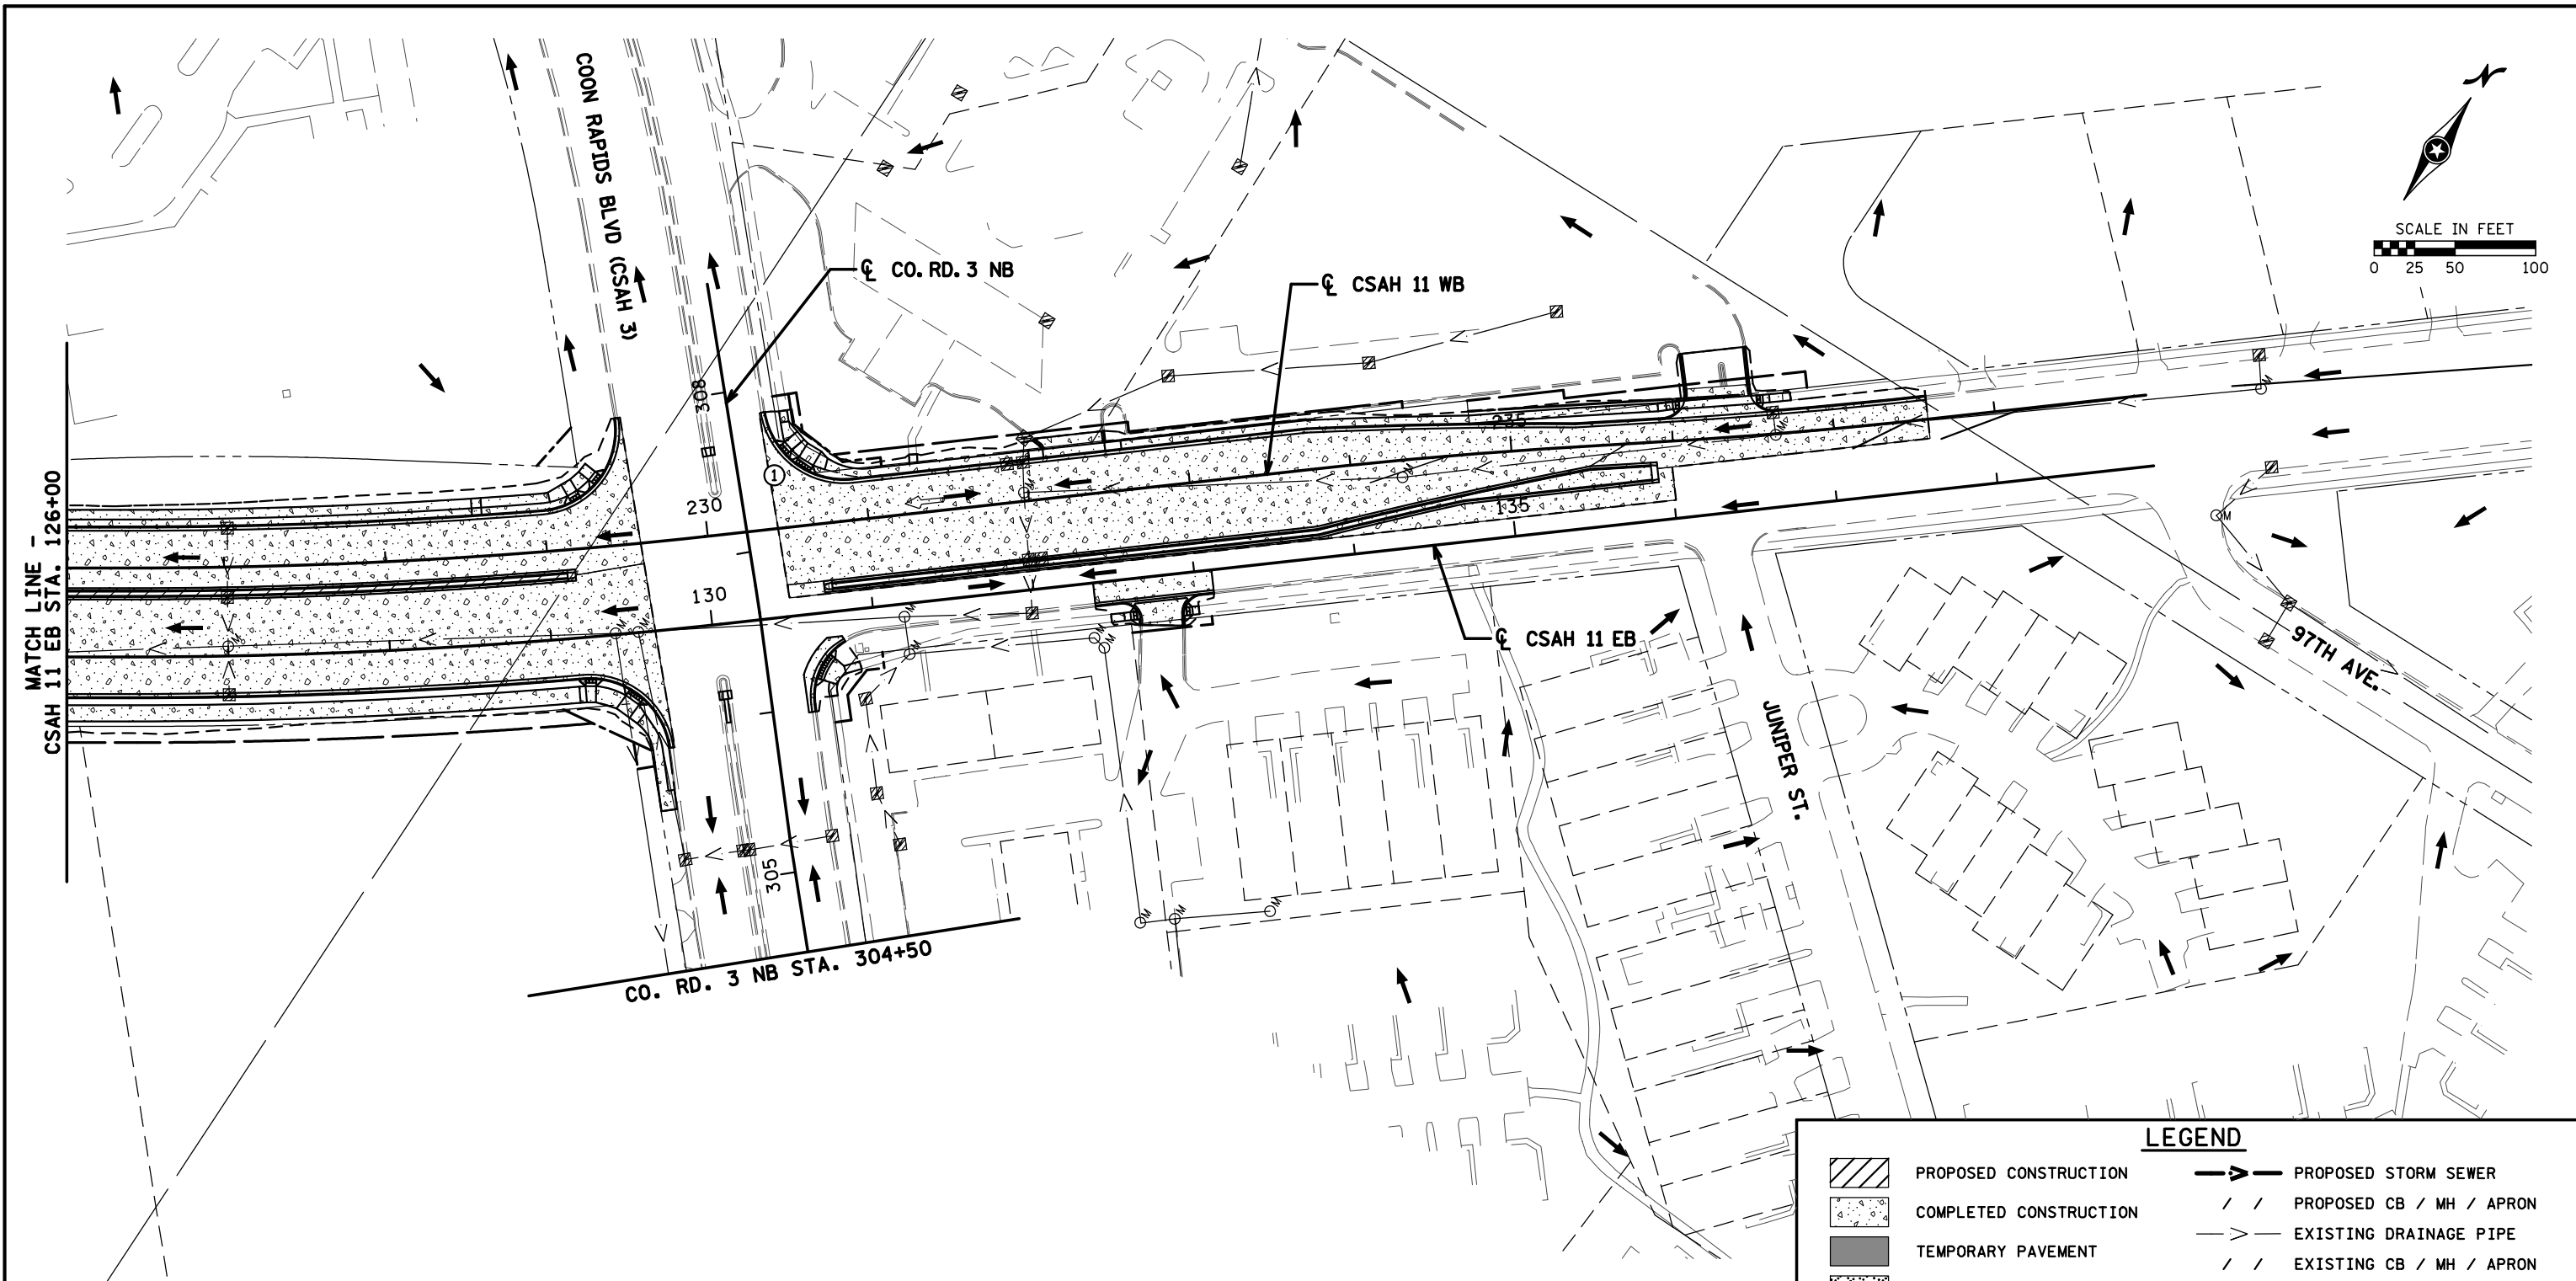 COON RAPIDS BLVD (CSAH 3)
N
SCALE IN FEET
0 25 50 100
℄ CO. RD. 3 NB
℄ CSAH 11 WB
308
235
1
230
135
130
MATCH LINE -
CSAH 11 EB STA. 126+00
℄ CSAH 11 EB
M
M
M
M
M
M
M
M
M
M
M
M
M
M
97TH AVE.
JUNIPER ST.
305
CO. RD. 3 NB STA. 304+50
LEGEND
PROPOSED CONSTRUCTION
PROPOSED STORM SEWER
COMPLETED CONSTRUCTION
/ / PROPOSED CB / MH / APRON
TEMPORARY PAVEMENT
EXISTING DRAINAGE PIPE
/ / EXISTING CB / MH / APRON